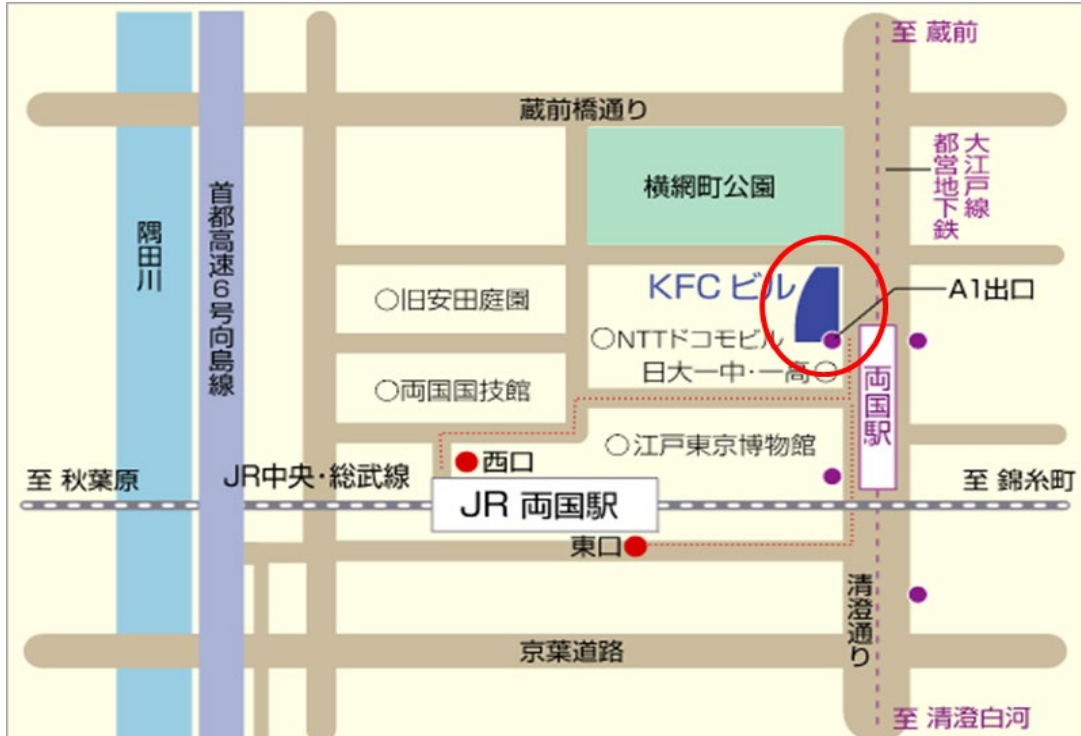 至 蔵前
蔵前橋通り
大江戸線
都営地下鉄
横網町公園
隅田川
首都高速6号向島線
KFC ビル
A1出口
○旧安田庭園
○NTTドコモビル
日大一中・一高○
○両国国技館
両国駅
○江戸東京博物館
西口
至 秋葉原
JR中央・総武線
至 錦糸町
JR 両国駅
東口
清澄通り
京葉道路
至 清澄白河